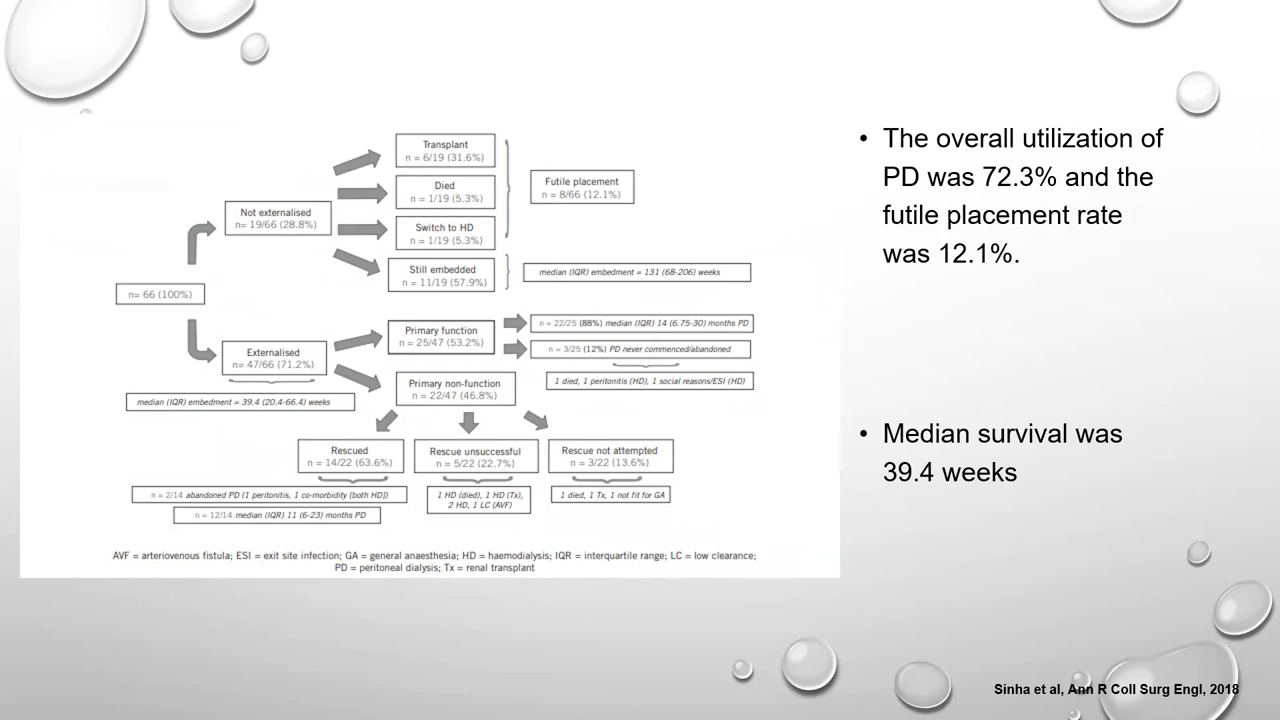 Transplant
n = 6/19 (31.6%)
Died
n = 1/19 (5.3%)
Futile placement
n = 8/66 (12.1%)
Not externalised
n= 19/66 (28.8%)
Switch to HD
n = 1/19 (5.3%)
Still embedded
n = 11/19 (57.9%)
median (IQR) embedment = 131 (68-206) weeks
n= 66 (100%)
Primary function
n = 25/47 (53.2%)
n = 22/25 (88%) median (IQR) 14 (6.75-30) months PD
n = 3/25 (12%) PD never commenced/abandoned
Externalised
n= 47/66 (71.2%)
1 died, 1 peritonitis (HD), 1 social reasons/ESI (HD)
Primary non-function
n = 22/47 (46.8%)
median (IQR) embedment = 39.4 (20.4-66.4) weeks
Rescued
n = 14/22 (63.6%)
Rescue unsuccessful
n = 5/22 (22.7%)
Rescue not attempted
n = 3/22 (13.6%)
n = 2/14 abandoned PD (1 peritonitis, 1 co-morbidity [both HD])
n = 12/14 median (IQR) 11 (6-23) months PD
1 HD (died), 1 HD (Tx),
2 HD, 1 LC (AVF)
1 died, 1 Tx, 1 not fit for GA
AVF = arteriovenous fistula; ESI = exit site infection; GA = general anaesthesia; HD = haemodialysis; IQR = interquartile range; LC = low clearance;
PD = peritoneal dialysis; Tx = renal transplant
• The overall utilization of
PD was 72.3% and the
futile placement rate
was 12.1%.
• Median survival was
39.4 weeks
Sinha et al, Ann R Coll Surg Engl, 2018